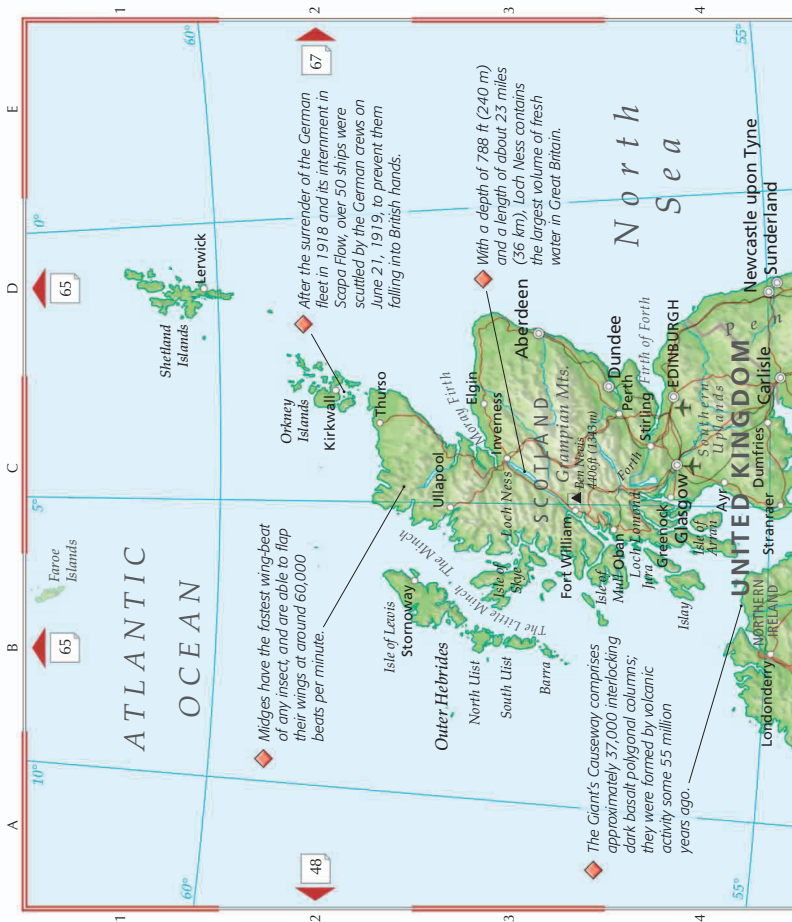 A
B
C
D
E
1
1
2
2
3
3
4
4
10°
5°
0°
60°
60°
55°
55°
65
65
48
67
ATLANTIC
OCEAN
Faroe
Islands
Shetland
Islands
Lerwick
Midges have the fastest wing-beat
of any insect, and are able to flap
their wings at around 60,000
beats per minute.
After the surrender of the German
fleet in 1918 and its internment in
Scapa Flow, over 50 ships were
scuttled by the German crews on
June 21, 1919, to prevent them
falling into British hands.
Orkney
Islands
Kirkwall
Thurso
Isle of Lewis
Stornoway
The Minch
Ullapool
Outer Hebrides
The Little Minch
North Uist
South Uist
Barra
Isle of
Skye
Loch Ness
Moray Firth
Elgin
Inverness
With a depth of 788 ft (240 m)
and a length of about 23 miles
(36 km), Loch Ness contains
the largest volume of fresh
water in Great Britain.
SCOTLAND
Aberdeen
Grampian Mts.
Fort William
Ben Nevis
4406ft (1343m)
Isle of
Mull
Oban
Loch Lomond
Jura
Dundee
Perth
Stirling
Forth
Firth of Forth
Greenock
Glasgow
EDINBURGH
North
Sea
Islay
Isle of
Arran
Ayr
Southern
Uplands
The Giant's Causeway comprises
approximately 37,000 interlocking
dark basalt polygonal columns;
they were formed by volcanic
activity some 55 million
years ago.
UNITED KINGDOM
NORTHERN
IRELAND
Londonderry
Stranraer
Dumfries
Carlisle
Newcastle upon Tyne
Sunderland
P e n